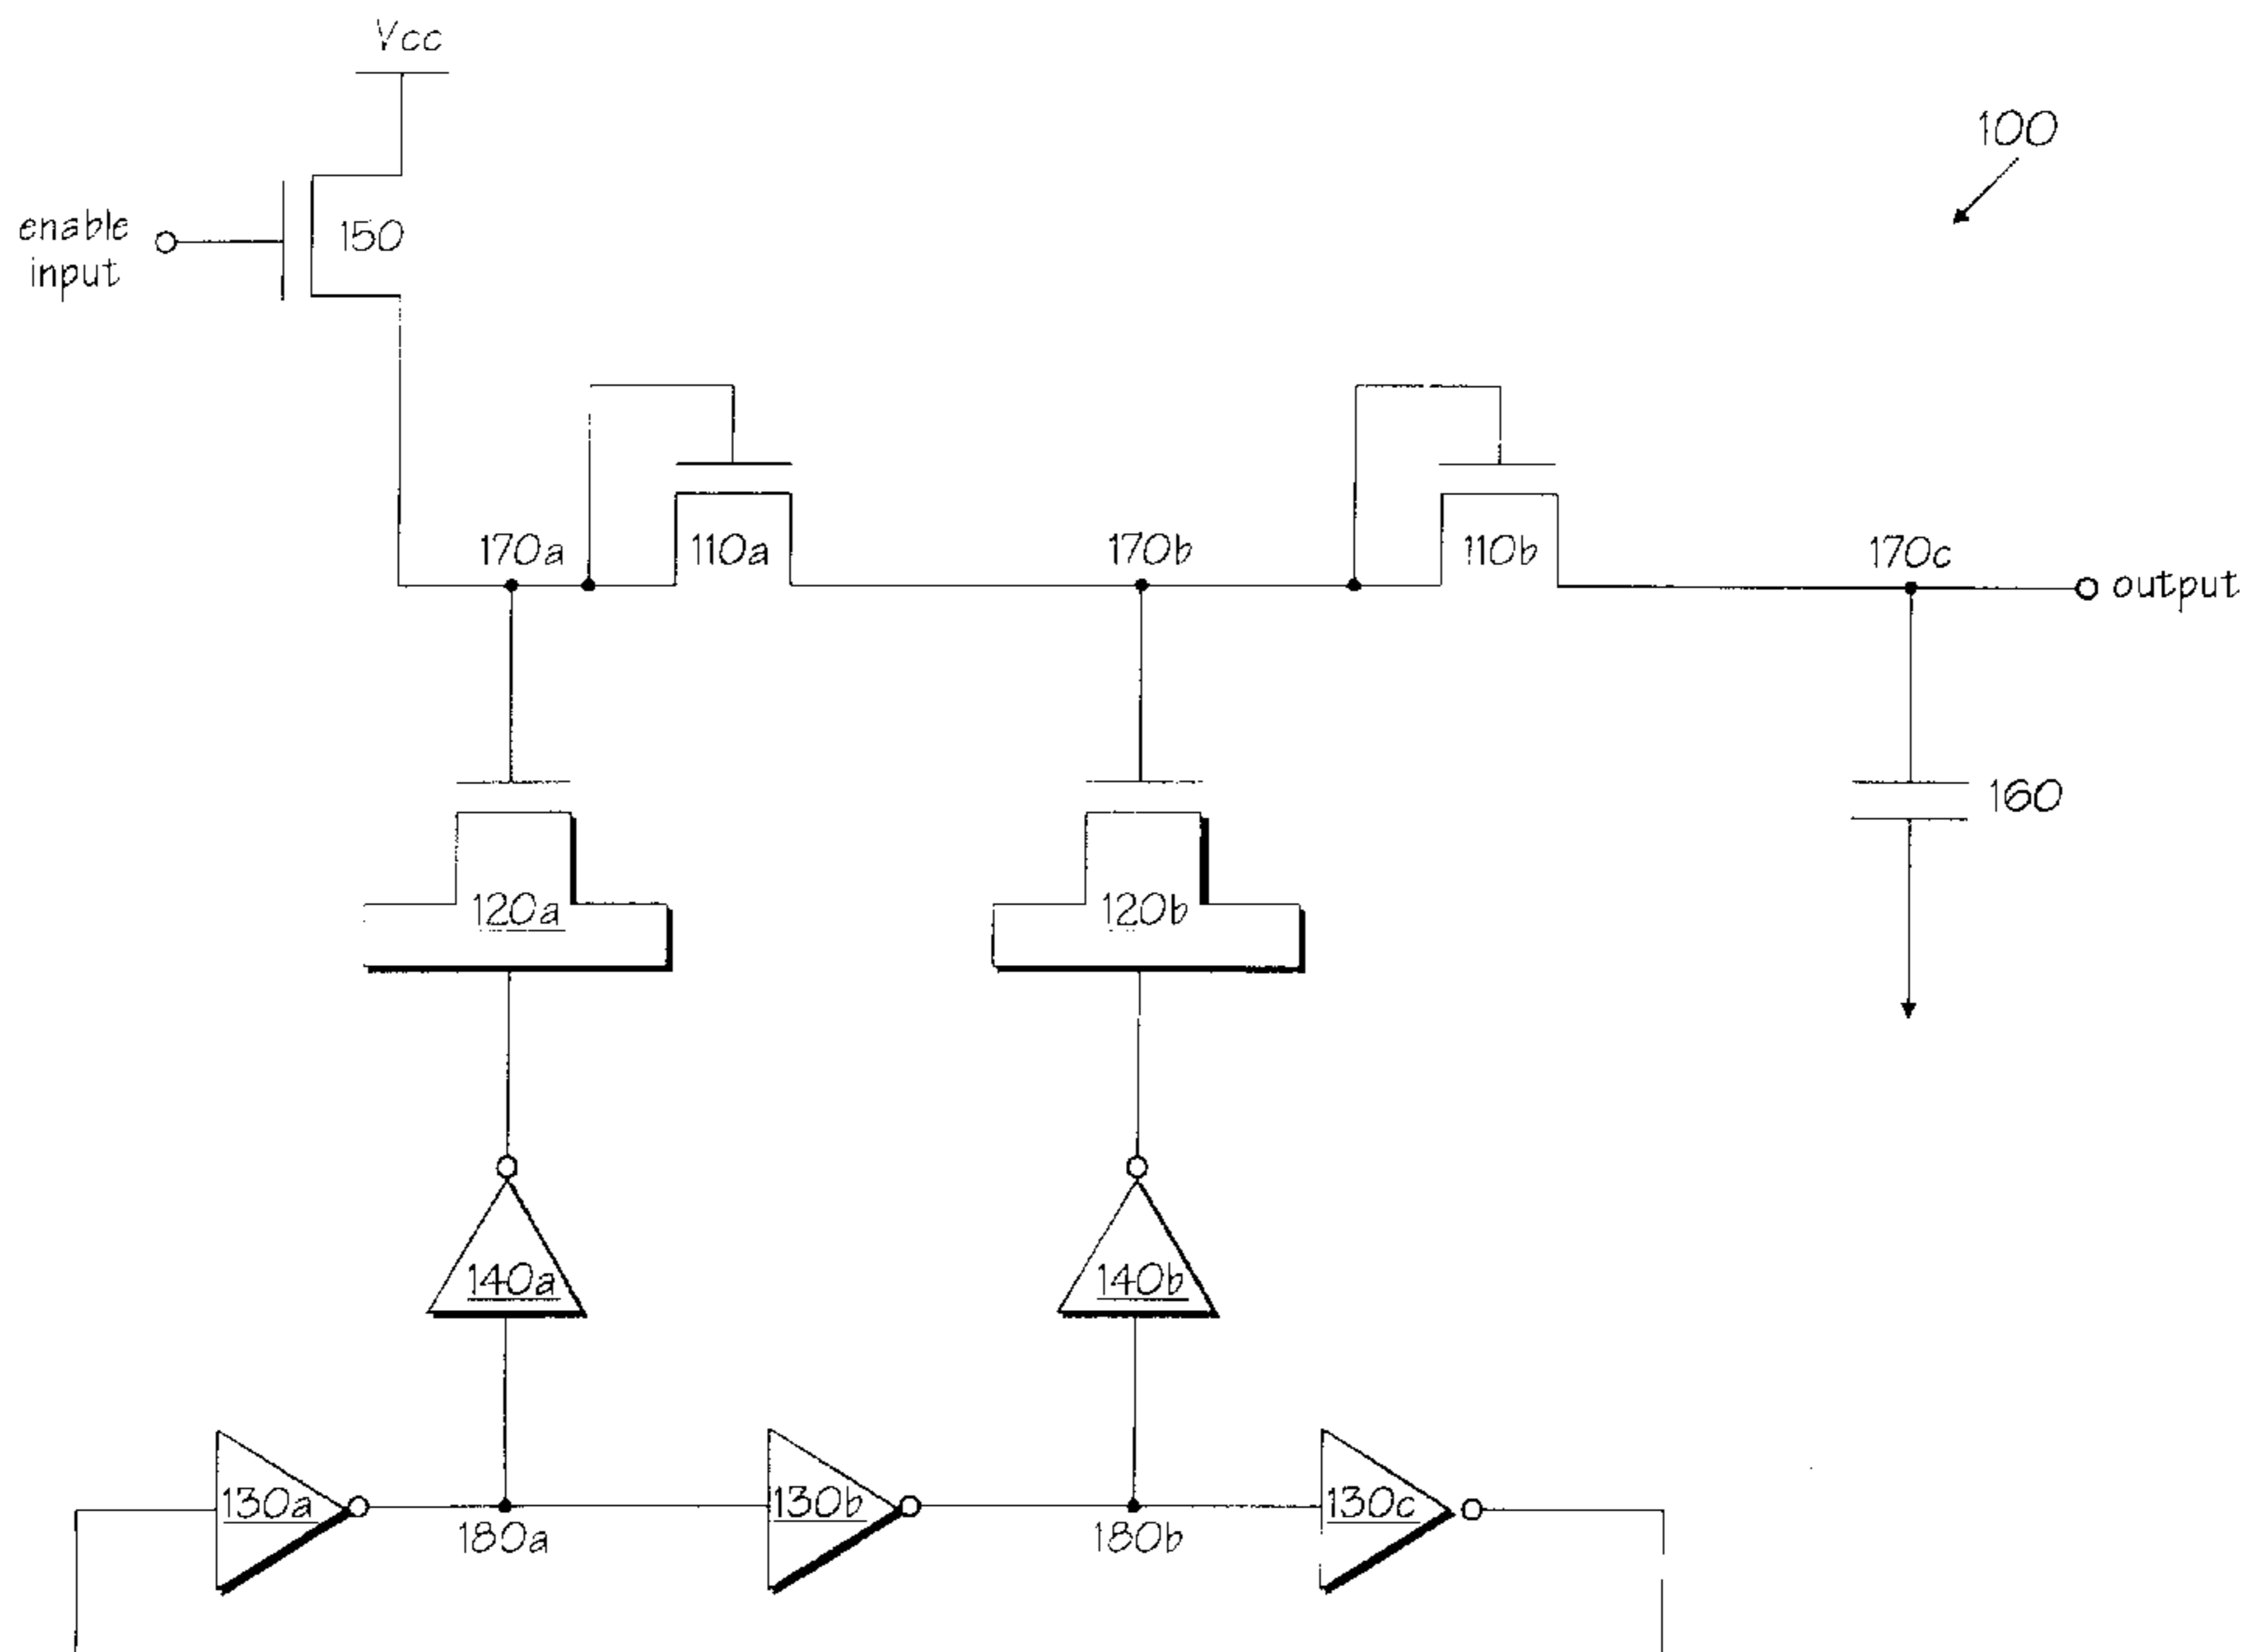 Vcc
100
enable
input
150
170a
110a
170b
110b
170c
output
160
120a
120b
140a
140b
130a
130b
130c
180a
180b